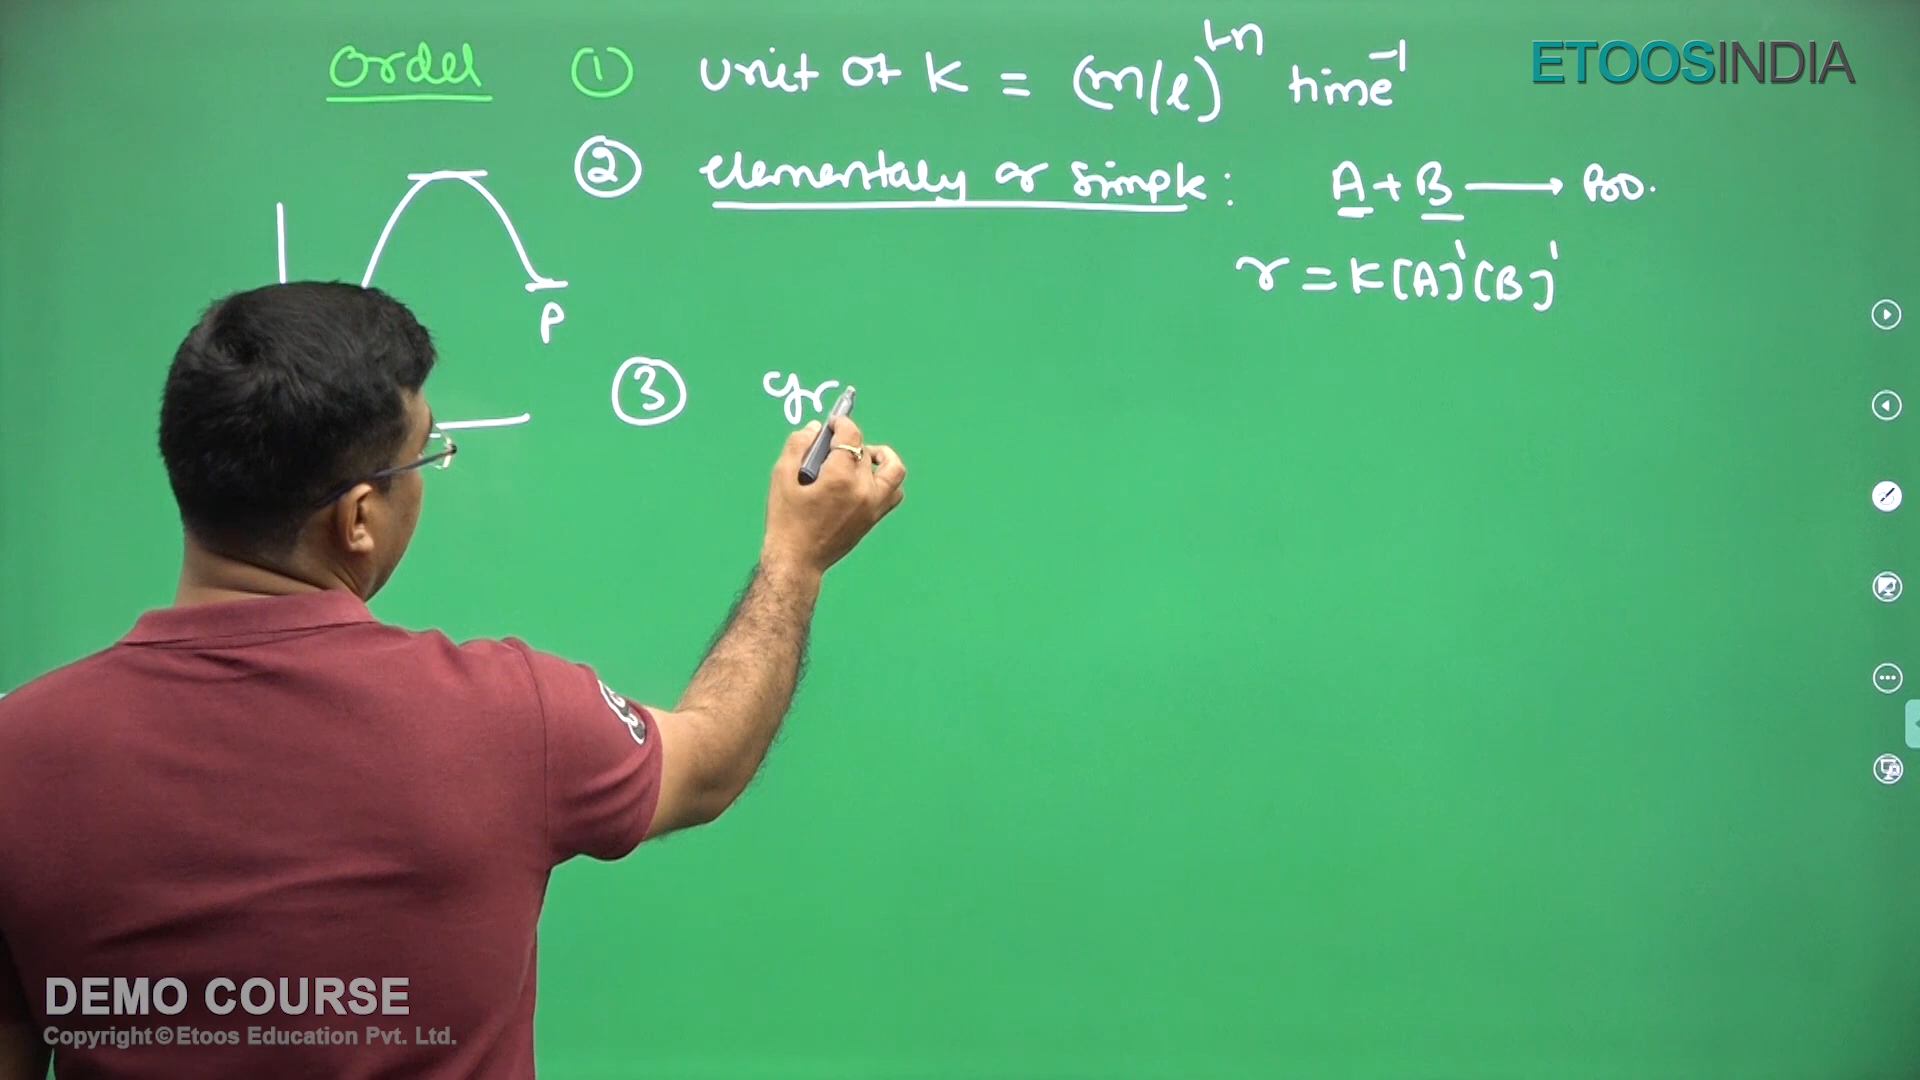 Order ① unit of K = (m/l)^1-n time^-1
ETOOSINDIA
② elementary or simple : A + B ⟶ Pro.
r = K[A]^1[B]^1
P
③ gr
DEMO COURSE
Copyright © Etoos Education Pvt. Ltd.